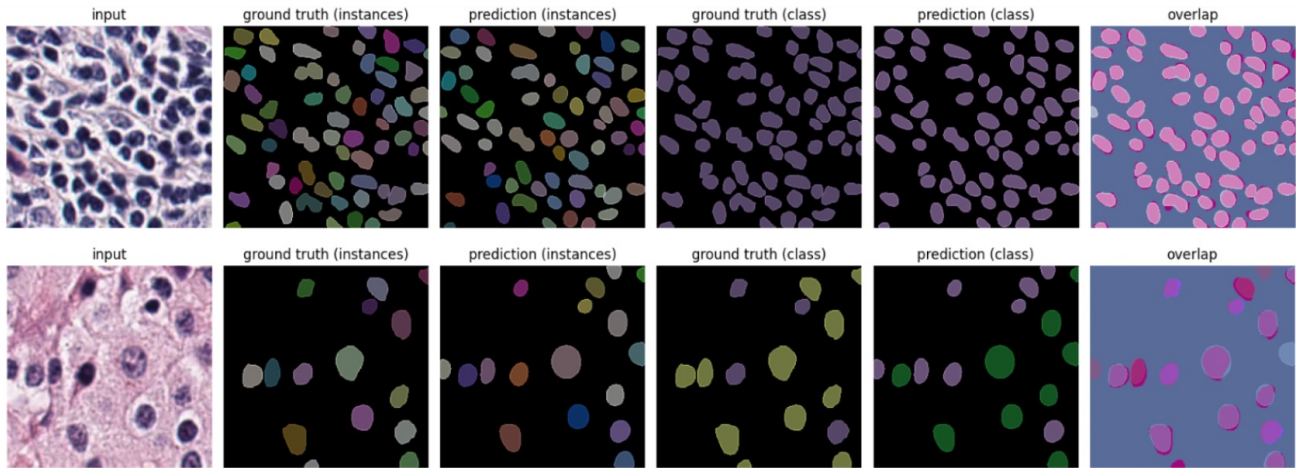 input ground truth (instances) prediction (instances) ground truth (class) prediction (class) overlap
input ground truth (instances) prediction (instances) ground truth (class) prediction (class) overlap